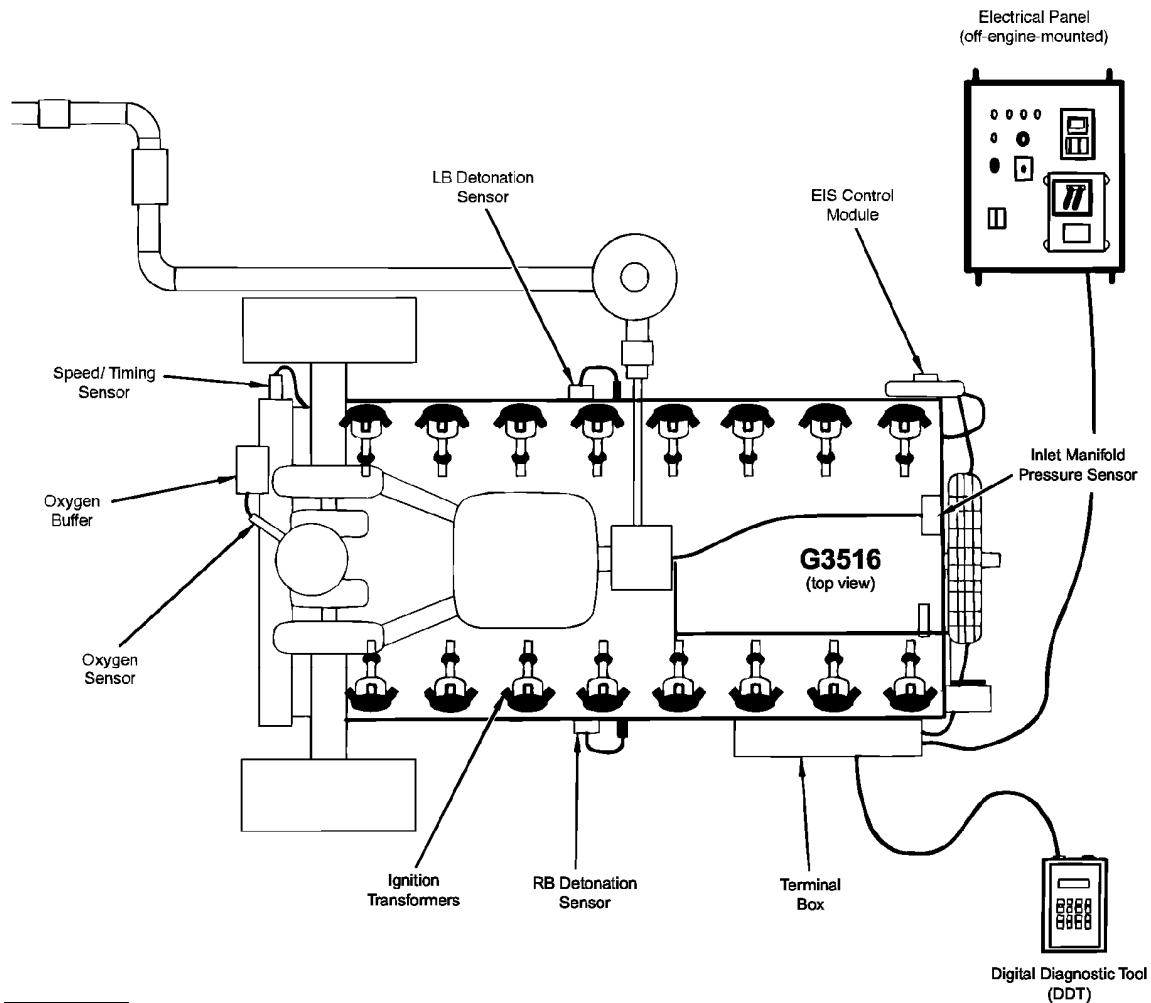 Electrical Panel
(off-engine-mounted)
LB Detonation
Sensor
EIS Control
Module
Speed/ Timing
Sensor
Inlet Manifold
Pressure Sensor
Oxygen
Buffer
G3516
(top view)
Oxygen
Sensor
Ignition
Transformers
RB Detonation
Sensor
Terminal
Box
Digital Diagnostic Tool
(DDT)